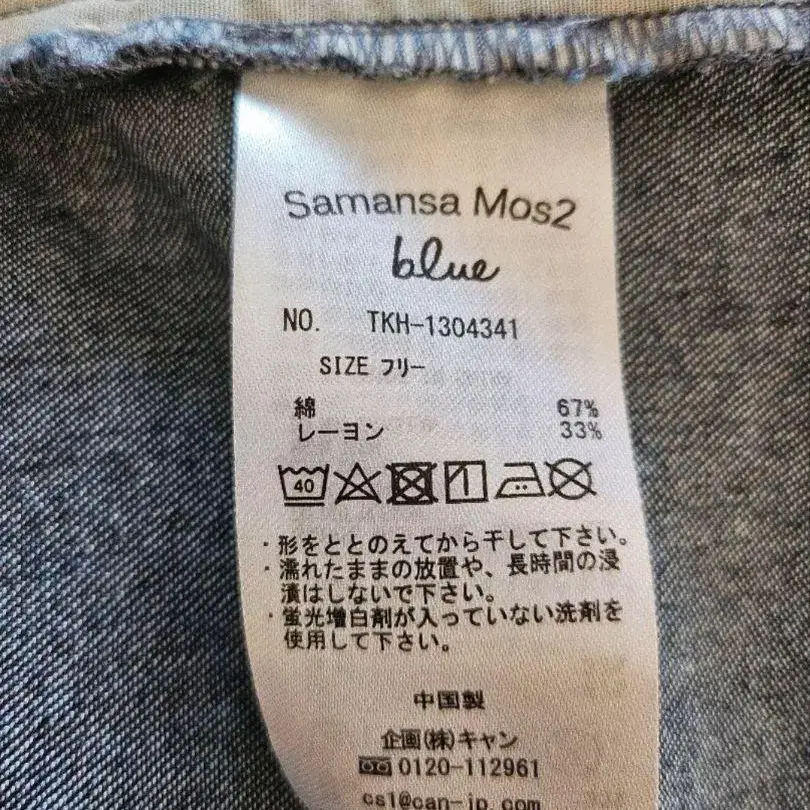 Samansa Mos2
blue
NO. TKH-1304341
SIZE フリー
綿 67%
レーヨン 33%
40
・形をととのえてから干して下さい。
・濡れたままの放置や、長時間の浸
漬はしないで下さい。
・蛍光増白剤が入っていない洗剤を
使用して下さい。
中国製
企画(株)キャン
0120-112961
cs1@can-jp.com